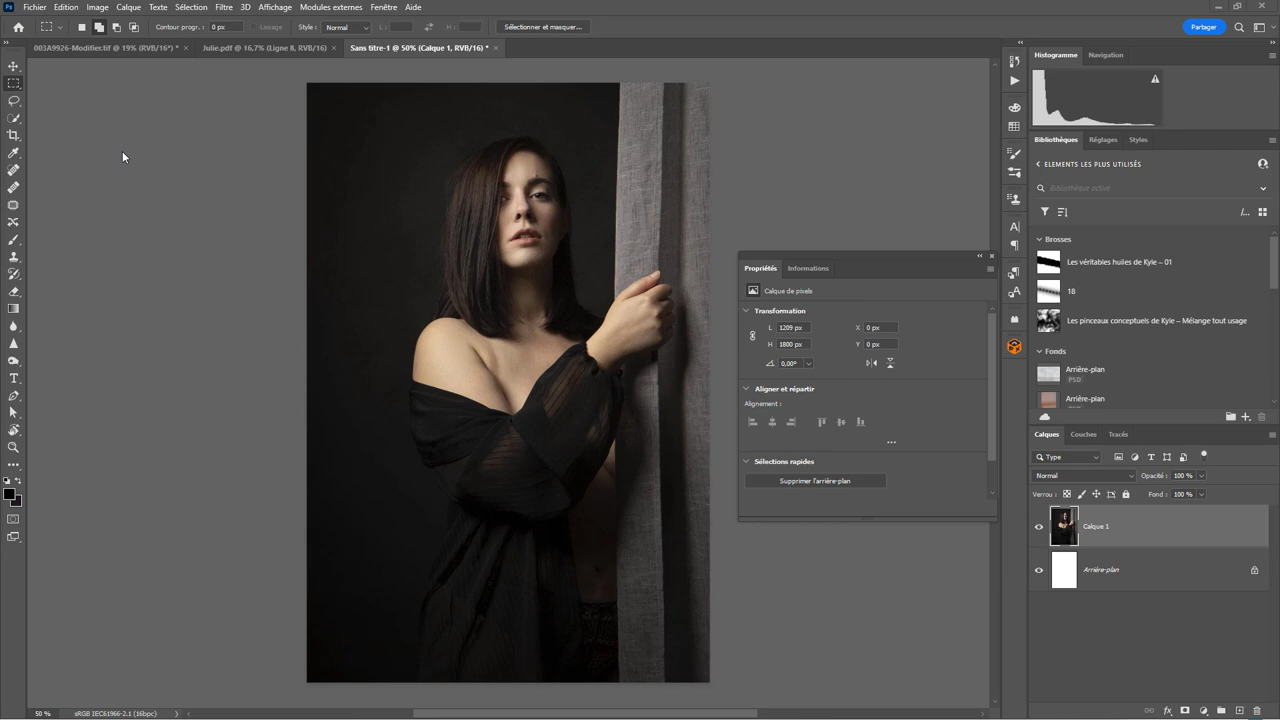 Ps Fichier Edition Image Calque Texte Sélection Filtre 3D Affichage Modules externes Fenêtre Aide
Contour progr. : 0 px Lissage Style : Normal L : H : Sélectionner et masquer... Partager
003A9926-Modifier.tif @ 19% (RVB/16*) * × Julie.pdf @ 16,7% (Ligne 8, RVB/16) × Sans titre-1 @ 50% (Calque 1, RVB/16) * ×
Histogramme Navigation
Bibliothèques Réglages Styles
ELEMENTS LES PLUS UTILISÉS
Bibliothèque active
Brosses
Les véritables huiles de Kyle – 01
18
Les pinceaux conceptuels de Kyle – Mélange tout usage
Fonds
Arrière-plan
PSD
Arrière-plan
Propriétés Informations
Calque de pixels
Transformation
L 1209 px X 0 px
H 1800 px Y 0 px
0,00°
Aligner et répartir
Alignement :
Sélections rapides
Supprimer l'arrière-plan
Calques Couches Tracés
Type
Normal Opacité : 100 %
Verrou : Fond : 100 %
Calque 1
Arrière-plan
50 % sRGB IEC61966-2.1 (16bpc)